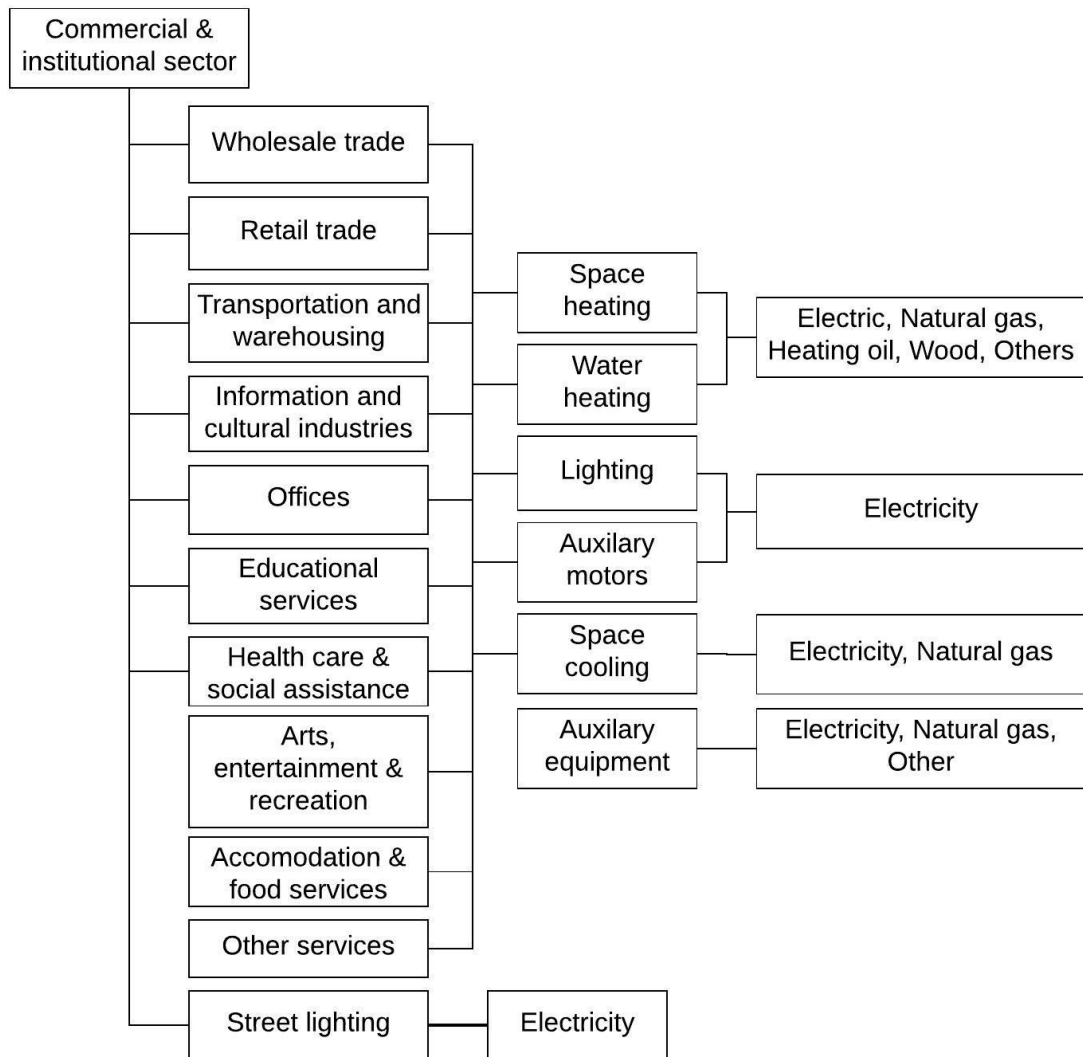 Commercial &
institutional sector
Wholesale trade
Retail trade
Transportation and
warehousing
Information and
cultural industries
Offices
Educational
services
Health care &
social assistance
Arts,
entertainment &
recreation
Accomodation &
food services
Other services
Street lighting
Space
heating
Water
heating
Lighting
Auxilary
motors
Space
cooling
Auxilary
equipment
Electric, Natural gas,
Heating oil, Wood, Others
Electricity
Electricity, Natural gas
Electricity, Natural gas,
Other
Electricity